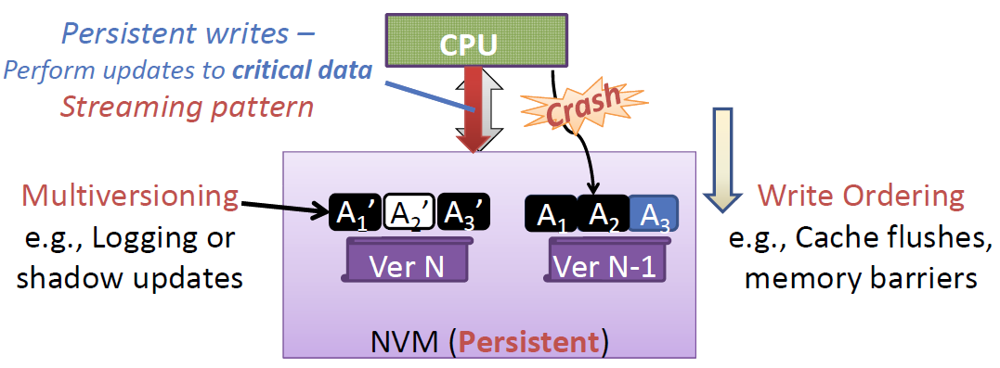 Persistent writes –
Perform updates to critical data
Streaming pattern
CPU
Crash
Multiversioning
e.g., Logging or
shadow updates
A₁’ A₂’ A₃’
Ver N
A₁ A₂ A₃
Ver N-1
NVM (Persistent)
Write Ordering
e.g., Cache flushes,
memory barriers